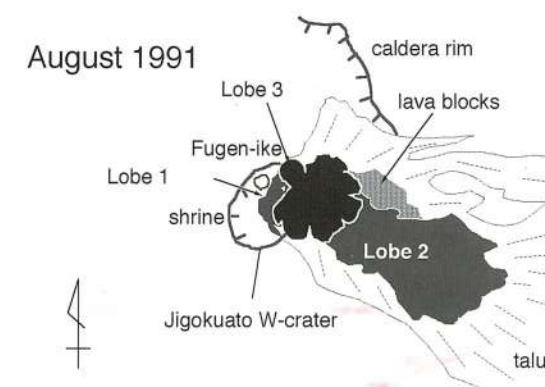 August 1991
caldera rim
Lobe 3
lava blocks
Fugen-ike
Lobe 1
shrine
Lobe 2
Jigokuato W-crater
talu